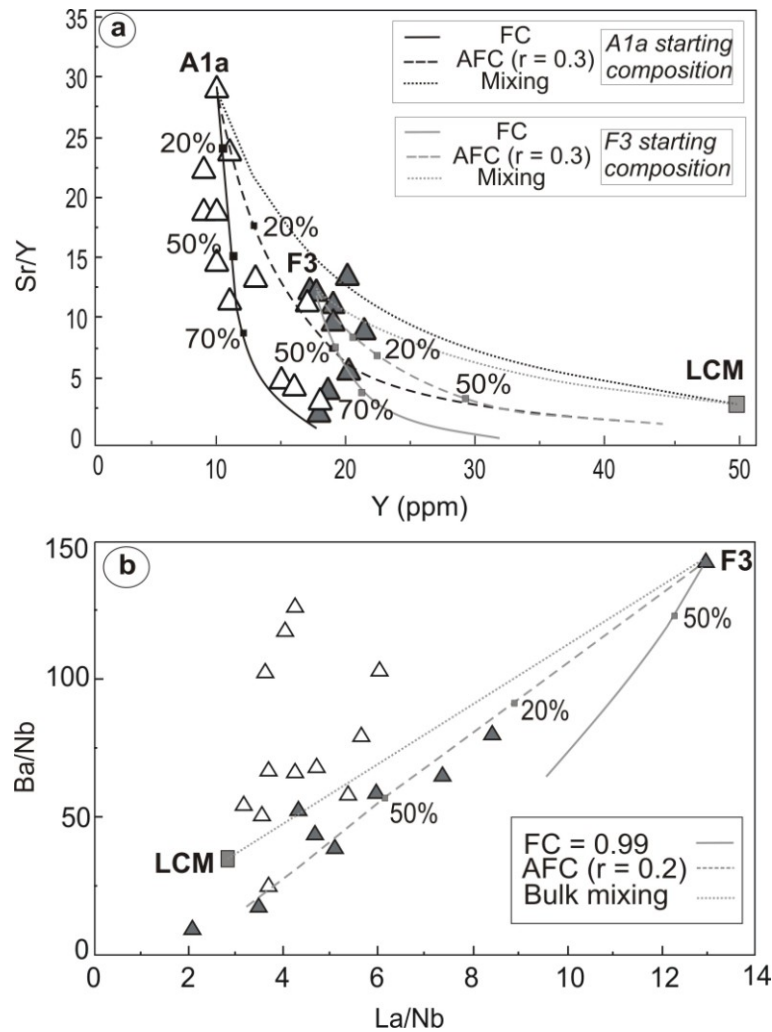 a
35
30
25
20
15
10
5
0
Sr/Y
A1a
20%
50%
70%
20%
F3
50%
70%
20%
50%
LCM
FC
AFC (r = 0.3)
Mixing
A1a starting
composition
FC
AFC (r = 0.3)
Mixing
F3 starting
composition
0 10 20 30 40 50
Y (ppm)
b
150
100
50
0
Ba/Nb
F3
50%
20%
50%
LCM
FC = 0.99
AFC (r = 0.2)
Bulk mixing
0 2 4 6 8 10 12 14
La/Nb